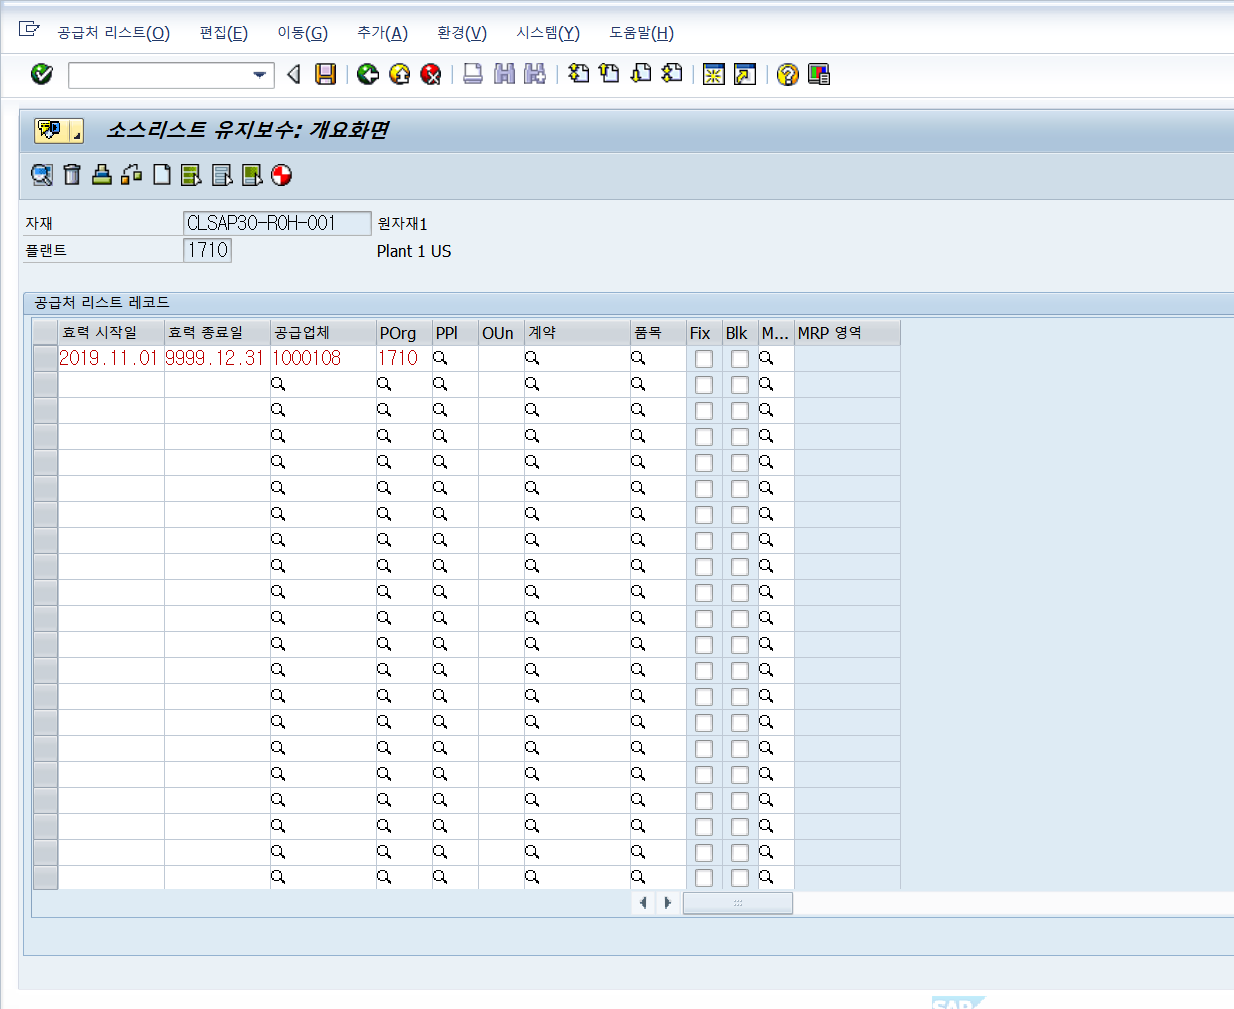 공급처 리스트(O) 편집(E) 이동(G) 추가(A) 환경(V) 시스템(Y) 도움말(H)
소스리스트 유지보수: 개요화면
자재 CLSAP30-ROH-001 원자재1
플랜트 1710 Plant 1 US
공급처 리스트 레코드
효력 시작일 효력 종료일 공급업체 POrg PPl OUn 계약 품목 Fix Blk M... MRP 영역
2019.11.01 9999.12.31 1000108 1710
SAP